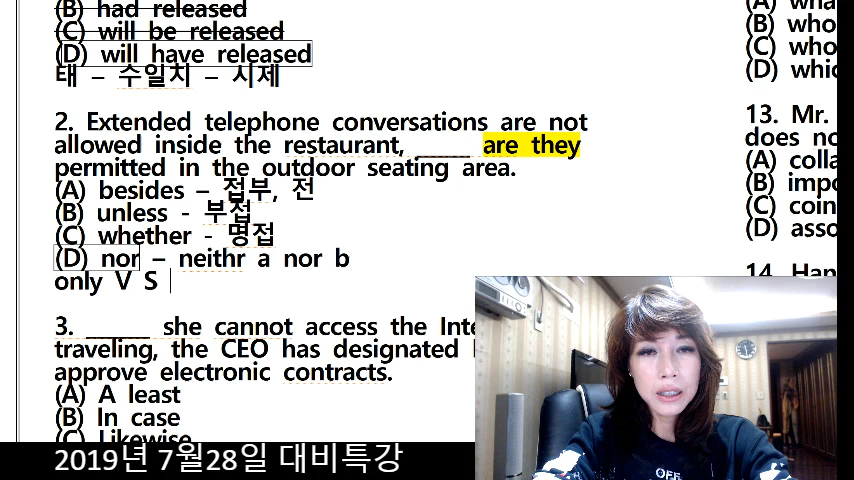 (B) had released
(C) will be released
(D) will have released
태 – 수일치 – 시제
2. Extended telephone conversations are not
allowed inside the restaurant, ____ are they
permitted in the outdoor seating area.
(A) besides – 접부, 전
(B) unless - 부접
(C) whether - 명접
(D) nor – neithr a nor b
only V S
3. _____ she cannot access the Inte
traveling, the CEO has designated
approve electronic contracts.
(A) A least
(B) In case
(C) Likewise
(B) who
(C) who
(D) whic
13. Mr.
does no
(A) colla
(B) impo
(C) coin
(D) asso
14. Han
2019년 7월28일 대비특강
OFF